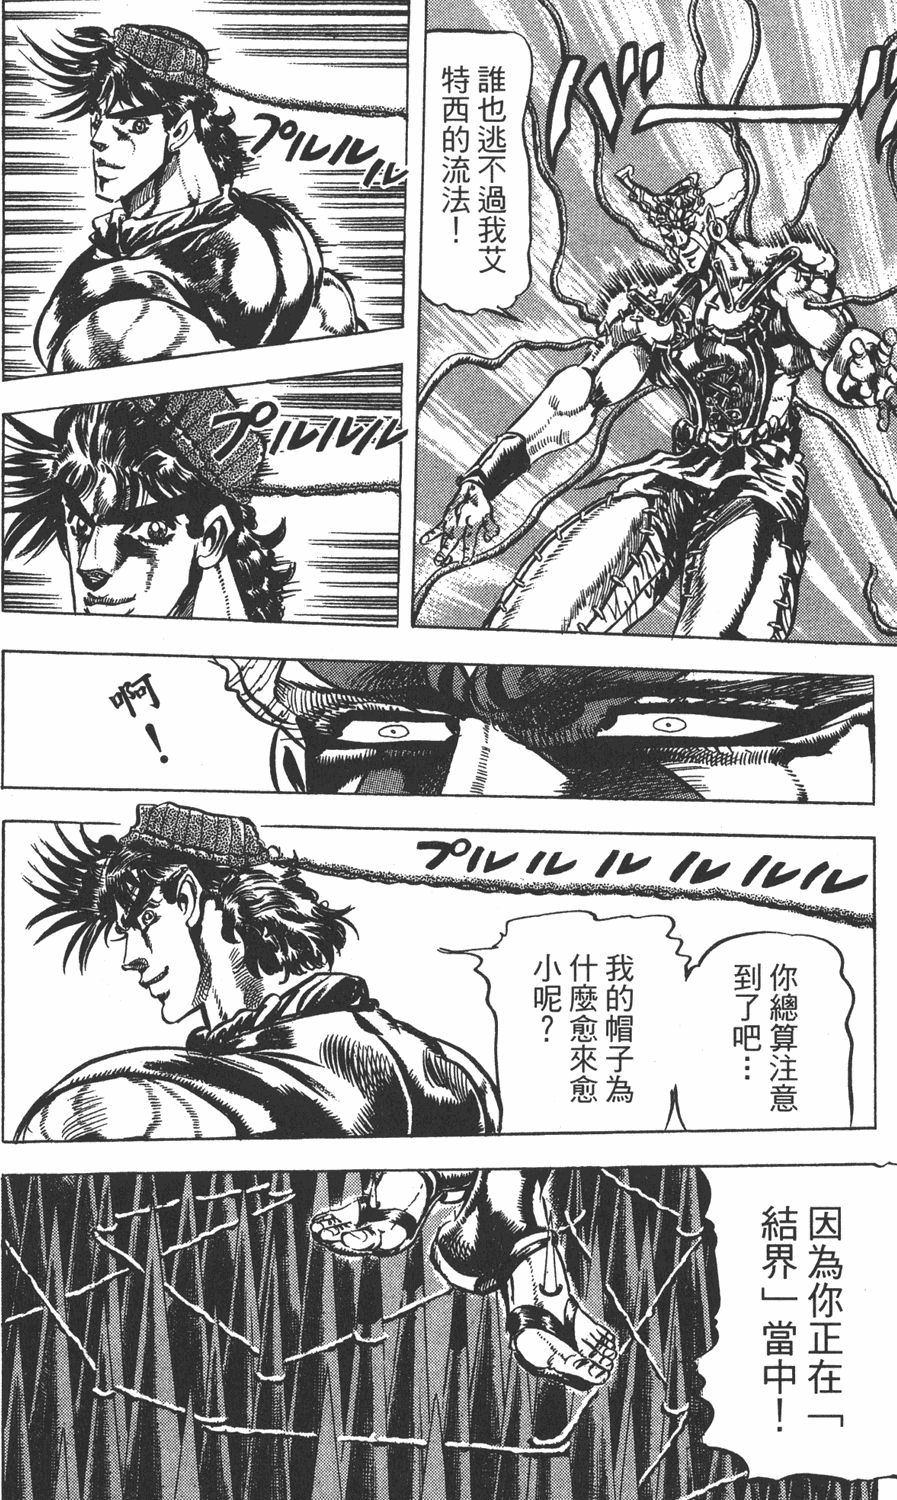 バーー
誰也逃不過我艾
特西的流法！
プルルル
プルルルル
啊！
プルルルルルル
你總算注意
到了吧…
我的帽子為
什麼愈來愈
小呢？
因為你正在「
結界」當中！